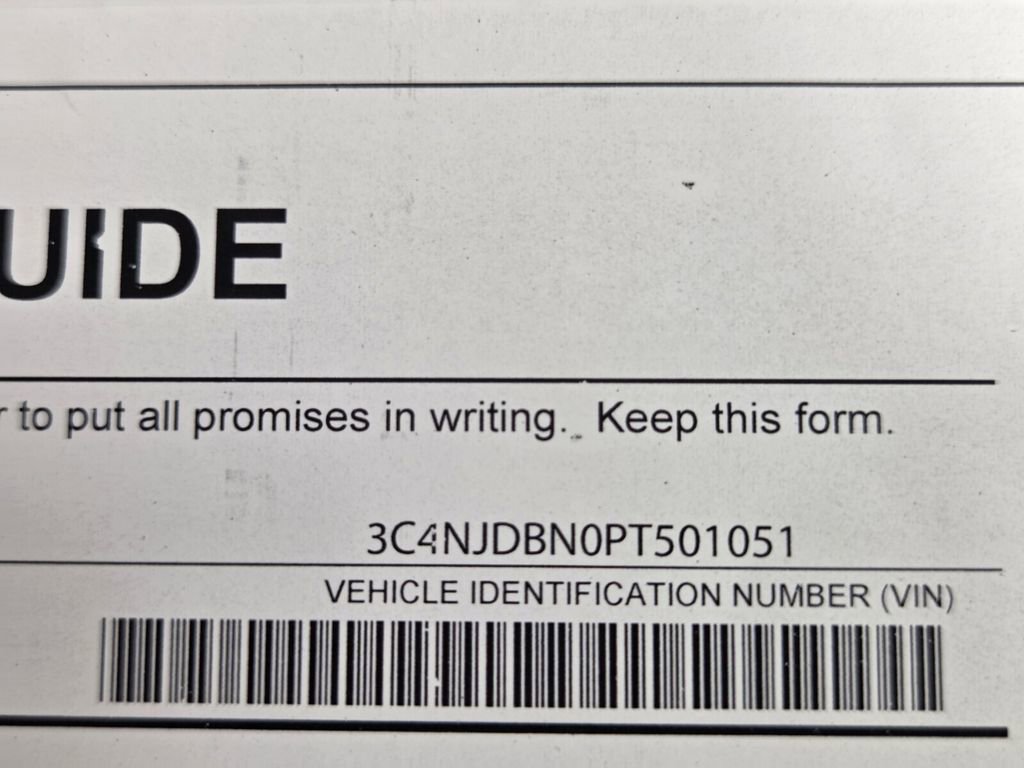 UIDE
r to put all promises in writing. Keep this form.
3C4NJDBN0PT501051
VEHICLE IDENTIFICATION NUMBER (VIN)